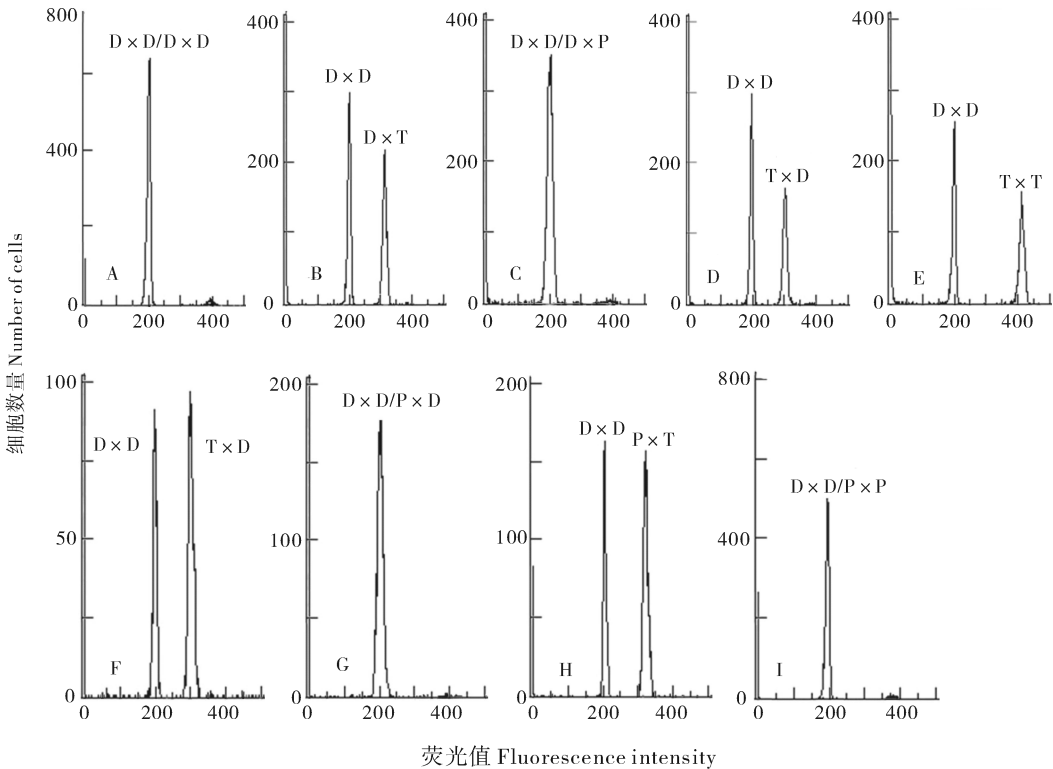 800
400
0
D × D/D × D
A
0 200 400
400
200
0
D × D
D × T
B
0 200 400
400
200
0
D × D/D × P
C
0 200 400
400
200
0
D × D
T × D
D
0 200 400
400
200
0
D × D
T × T
E
0 200 400
细胞数量 Number of cells
100
50
0
D × D
T × D
F
0 200 400
200
100
0
D × D/P × D
G
0 200 400
200
100
0
D × D
P × T
H
0 200 400
800
400
0
D × D/P × P
I
0 200 400
荧光值 Fluorescence intensity